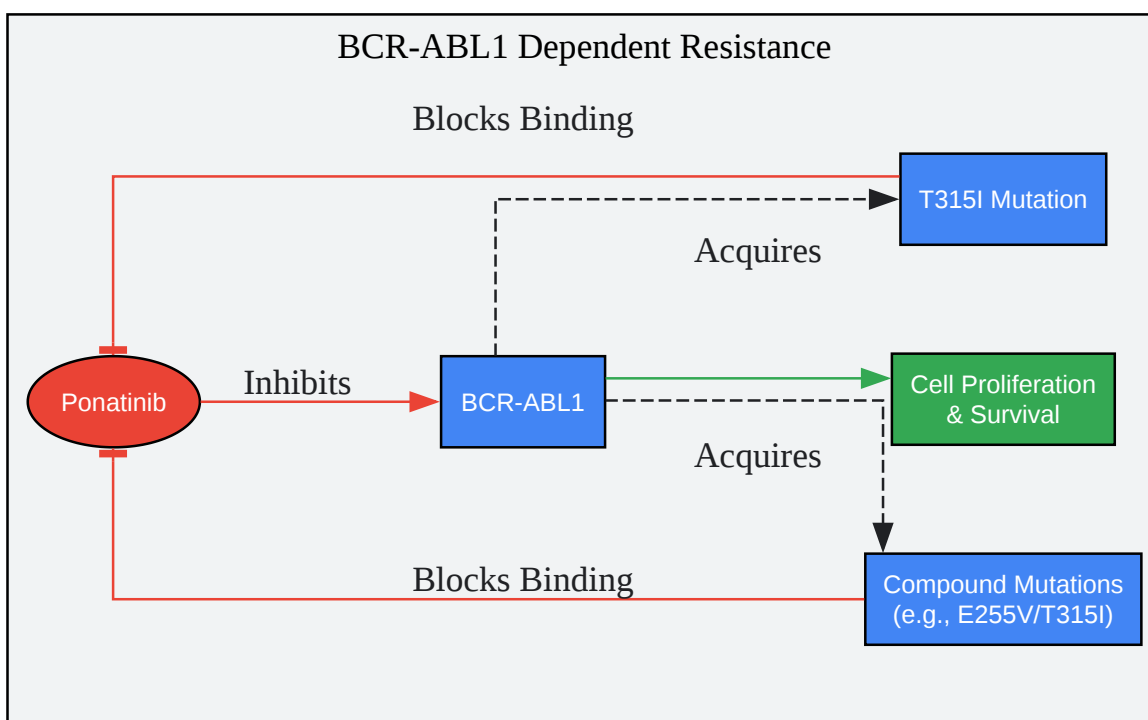 BCR-ABL1 Dependent Resistance
Blocks Binding
T315I Mutation
Acquires
Ponatinib
Inhibits
BCR-ABL1
Cell Proliferation
& Survival
Acquires
Blocks Binding
Compound Mutations
(e.g., E255V/T315I)